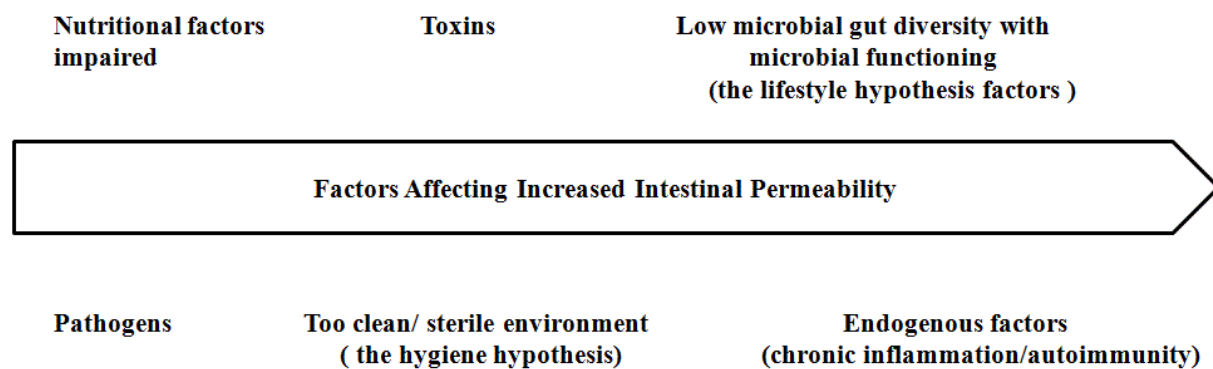 Nutritional factors
impaired
Toxins
Low microbial gut diversity with
microbial functioning
(the lifestyle hypothesis factors )
Factors Affecting Increased Intestinal Permeability
Pathogens
Too clean/ sterile environment
( the hygiene hypothesis)
Endogenous factors
(chronic inflammation/autoimmunity)